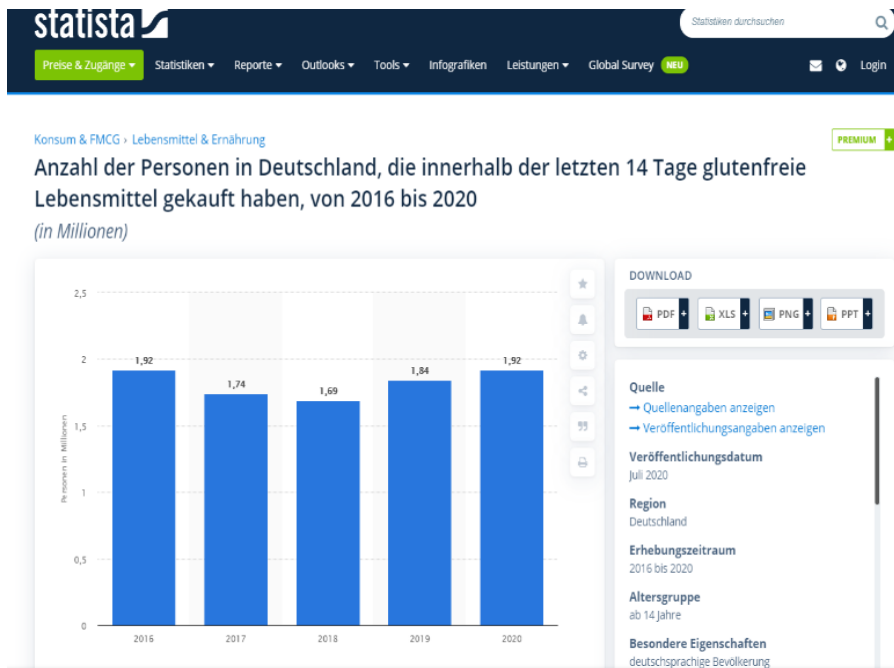 statista
Statistiken durchsuchen
Preise & Zugänge Statistiken Reporte Outlooks Tools Infografiken Leistungen Global Survey NEU Login
Konsum & FMCG › Lebensmittel & Ernährung
PREMIUM +
Anzahl der Personen in Deutschland, die innerhalb der letzten 14 Tage glutenfreie
Lebensmittel gekauft haben, von 2016 bis 2020
(in Millionen)
Personen in Millionen
2,5
2
1,5
1
0,5
0
1,92
1,74
1,69
1,84
1,92
2016 2017 2018 2019 2020
DOWNLOAD
PDF + XLS + PNG + PPT +
Quelle
→ Quellenangaben anzeigen
→ Veröffentlichungsangaben anzeigen
Veröffentlichungsdatum
Juli 2020
Region
Deutschland
Erhebungszeitraum
2016 bis 2020
Altersgruppe
ab 14 Jahre
Besondere Eigenschaften
deutschsprachige Bevölkerung